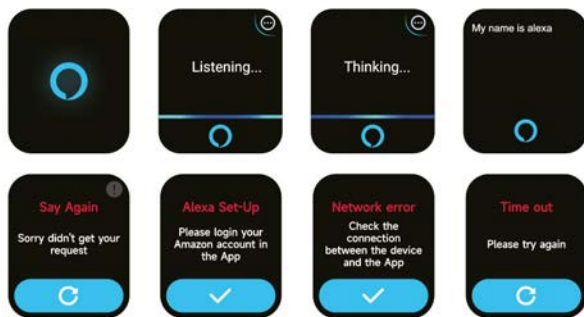 Listening...
Thinking...
My name is alexa
Say Again
Sorry didn't get your
request
Alexa Set-Up
Please login your
Amazon account in
the App
Network error
Check the
connection
between the device
and the App
Time out
Please try again